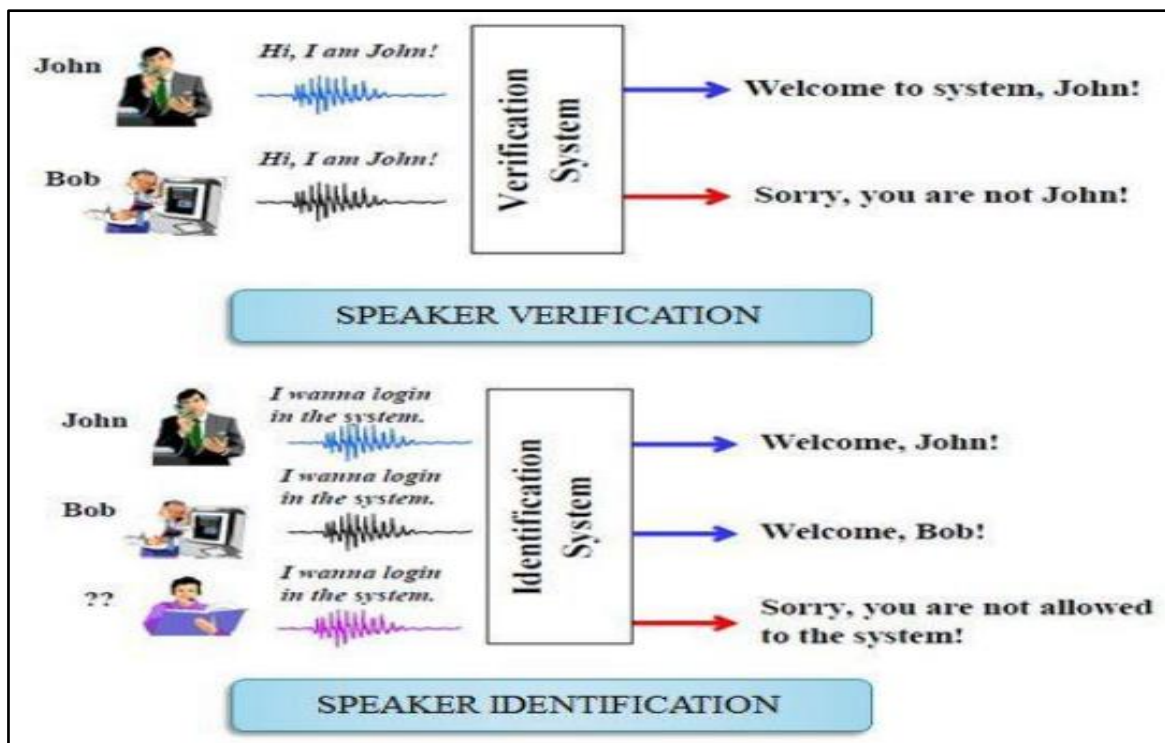 John
Hi, I am John!
Welcome to system, John!
Bob
Hi, I am John!
Sorry, you are not John!
Verification
System
SPEAKER VERIFICATION
John
I wanna login
in the system.
Welcome, John!
Bob
I wanna login
in the system.
Welcome, Bob!
??
I wanna login
in the system.
Sorry, you are not allowed
to the system!
Identification
System
SPEAKER IDENTIFICATION